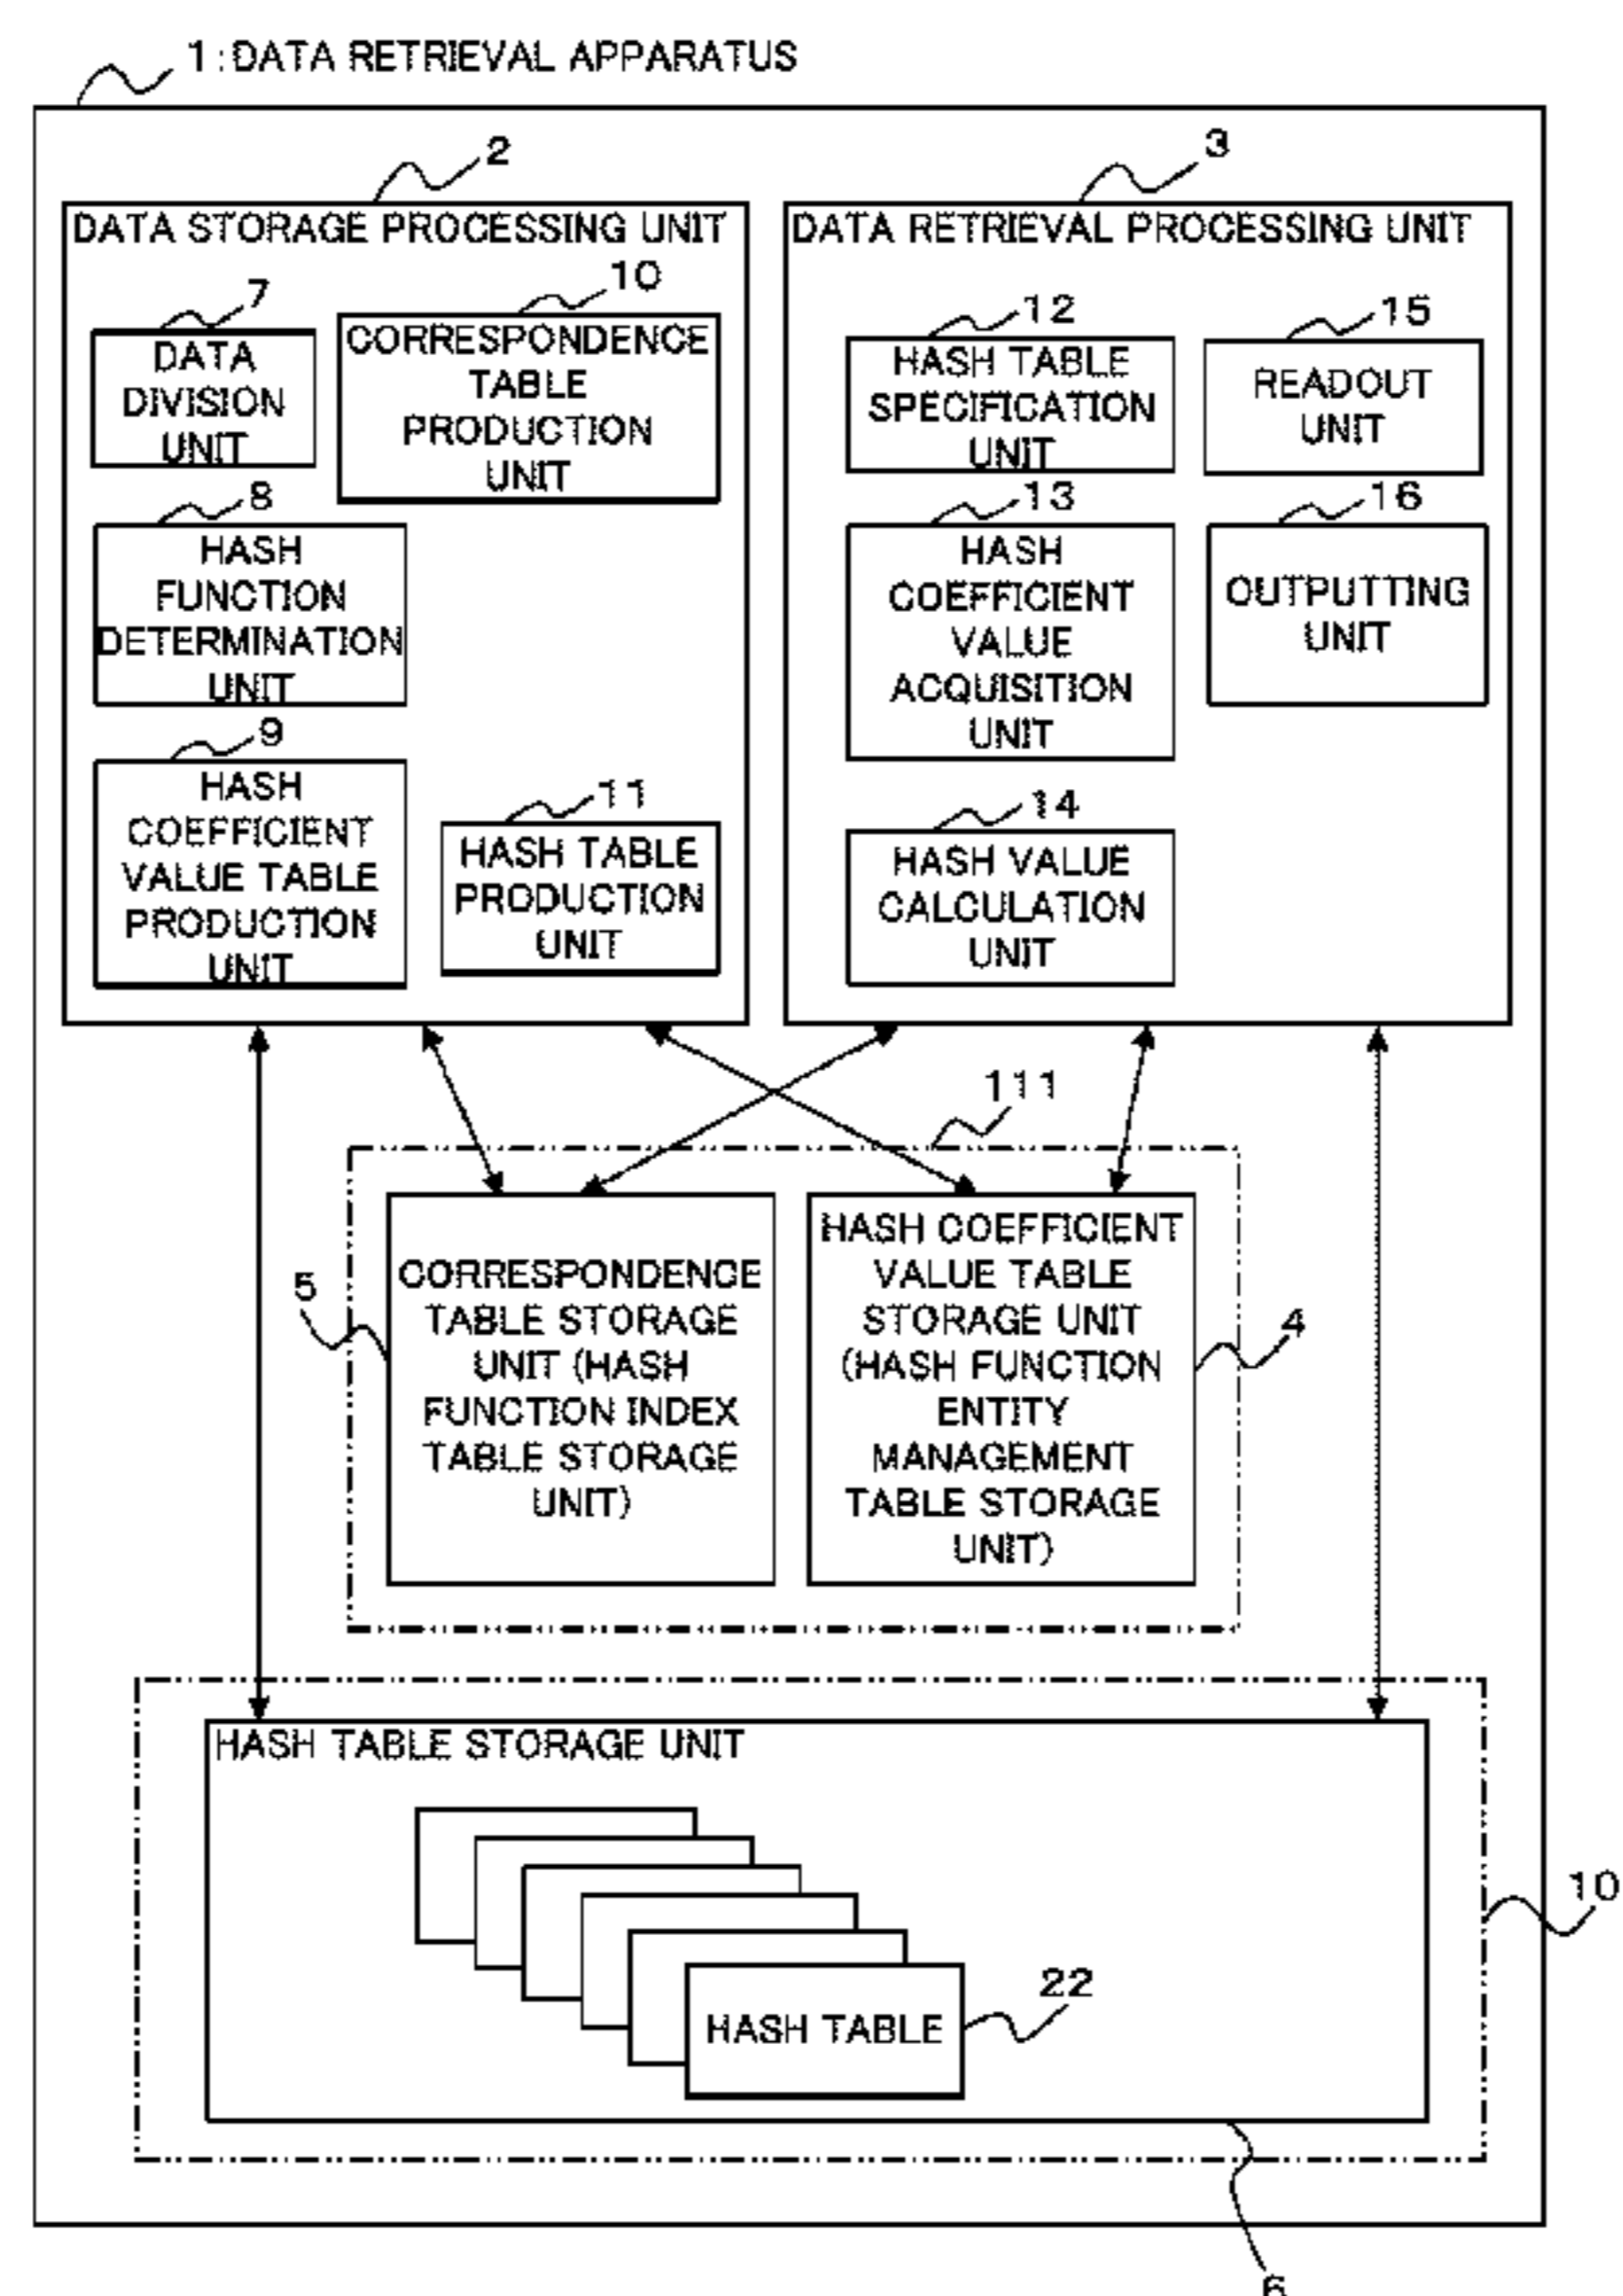 1:DATA RETRIEVAL APPARATUS
2
DATA STORAGE PROCESSING UNIT
7
DATA
DIVISION
UNIT
10
CORRESPONDENCE
TABLE
PRODUCTION
UNIT
8
HASH
FUNCTION
DETERMINATION
UNIT
9
HASH
COEFFICIENT
VALUE TABLE
PRODUCTION
UNIT
11
HASH TABLE
PRODUCTION
UNIT
3
DATA RETRIEVAL PROCESSING UNIT
12
HASH TABLE
SPECIFICATION
UNIT
15
READOUT
UNIT
13
HASH
COEFFICIENT
VALUE
ACQUISITION
UNIT
16
OUTPUTTING
UNIT
14
HASH VALUE
CALCULATION
UNIT
111
5
CORRESPONDENCE
TABLE STORAGE
UNIT (HASH
FUNCTION INDEX
TABLE STORAGE
UNIT)
HASH COEFFICIENT
VALUE TABLE
STORAGE UNIT
(HASH FUNCTION
ENTITY
MANAGEMENT
TABLE STORAGE
UNIT)
4
HASH TABLE STORAGE UNIT
HASH TABLE
22
10
6